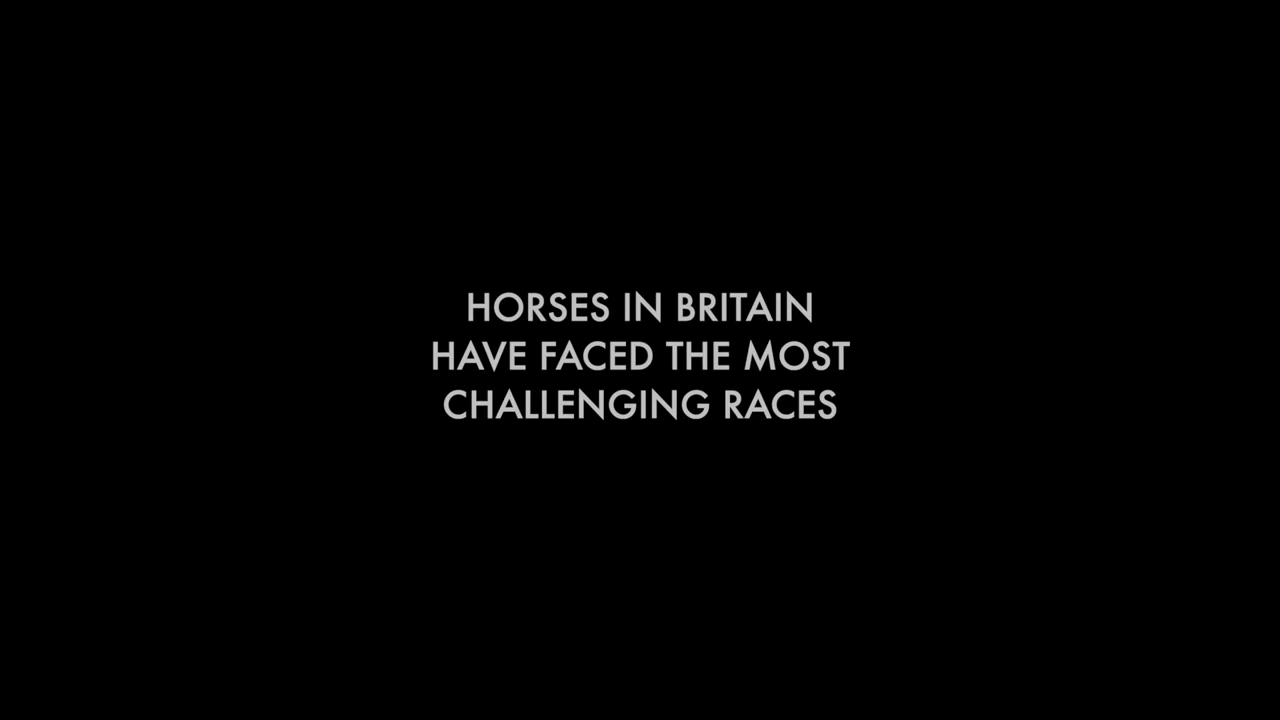 HORSES IN BRITAIN
HAVE FACED THE MOST
CHALLENGING RACES